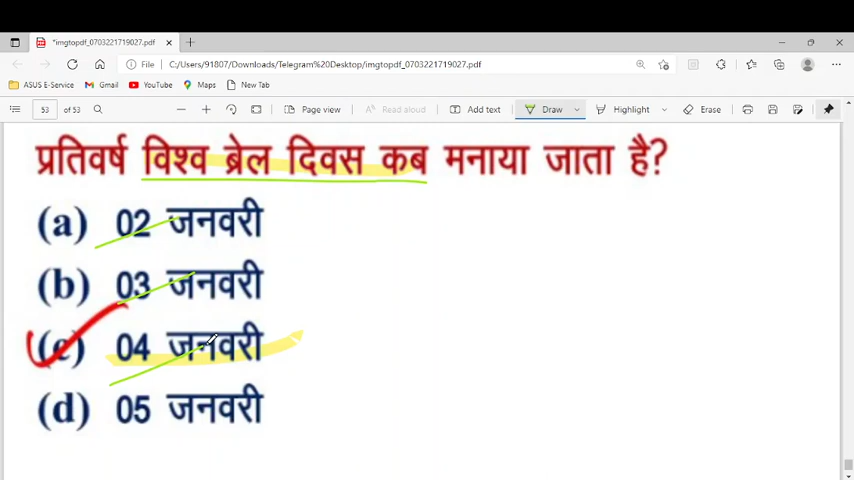 *imgtopdf_0703221719027.pdf
File C:/Users/91807/Downloads/Telegram%20Desktop/imgtopdf_0703221719027.pdf
ASUS E-Service Gmail YouTube Maps New Tab
53 of 53 Page view Read aloud Add text Draw Highlight Erase
प्रतिवर्ष विश्व ब्रेल दिवस कब मनाया जाता है?
(a) 02 जनवरी
(b) 03 जनवरी
(c) 04 जनवरी
(d) 05 जनवरी